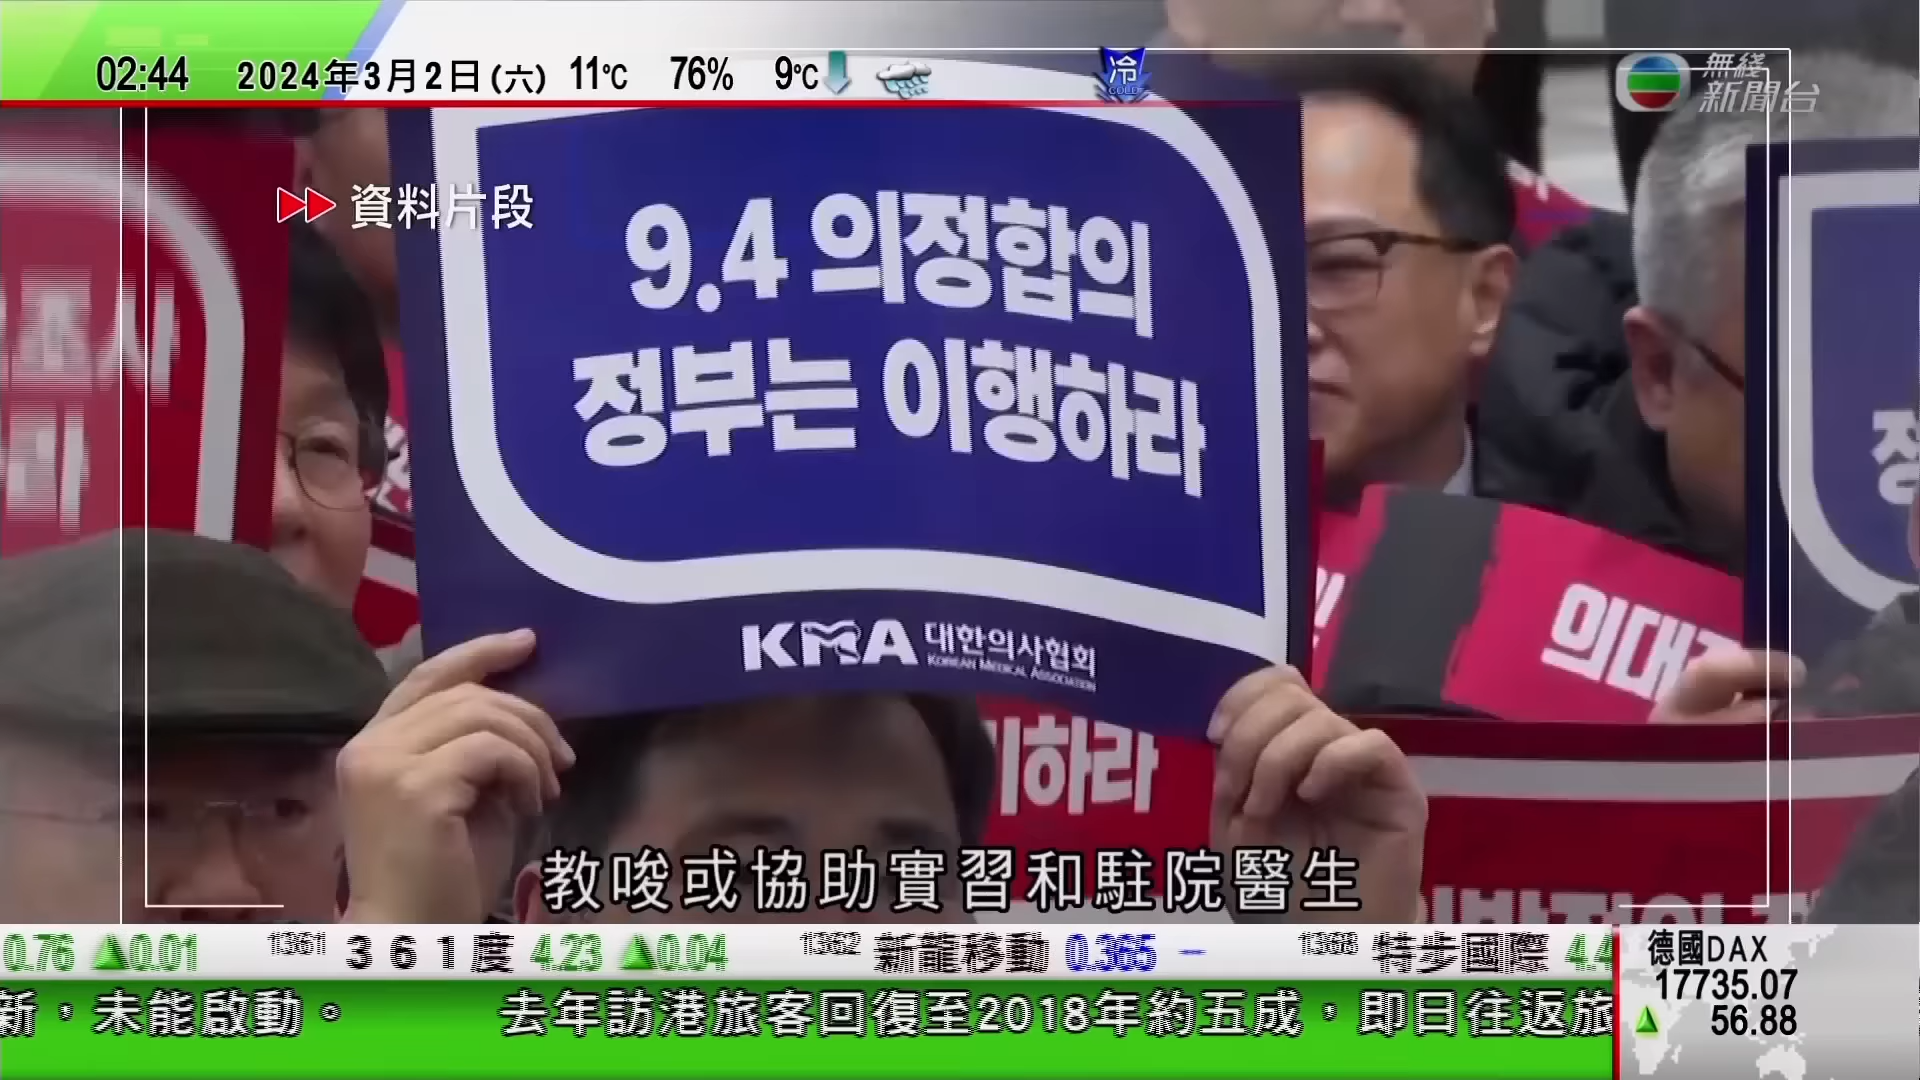 02:44 2024年3月2日(六) 11℃ 76% 9℃ 冷 COLD
無綫
新聞台
資料片段
9.4 의정합의
정부는 이행하라
KMA 대한의사협회
KOREAN MEDICAL ASSOCIATION
의대
하라
教唆或協助實習和駐院醫生
0.76 ▲0.01 1361 361度 4.23 ▲0.04 1362 新龍移動 0.365 – 1368 特步國際 4.4
新，未能啟動。 去年訪港旅客回復至2018年約五成，即日往返旅
德國DAX
17735.07
▲ 56.88